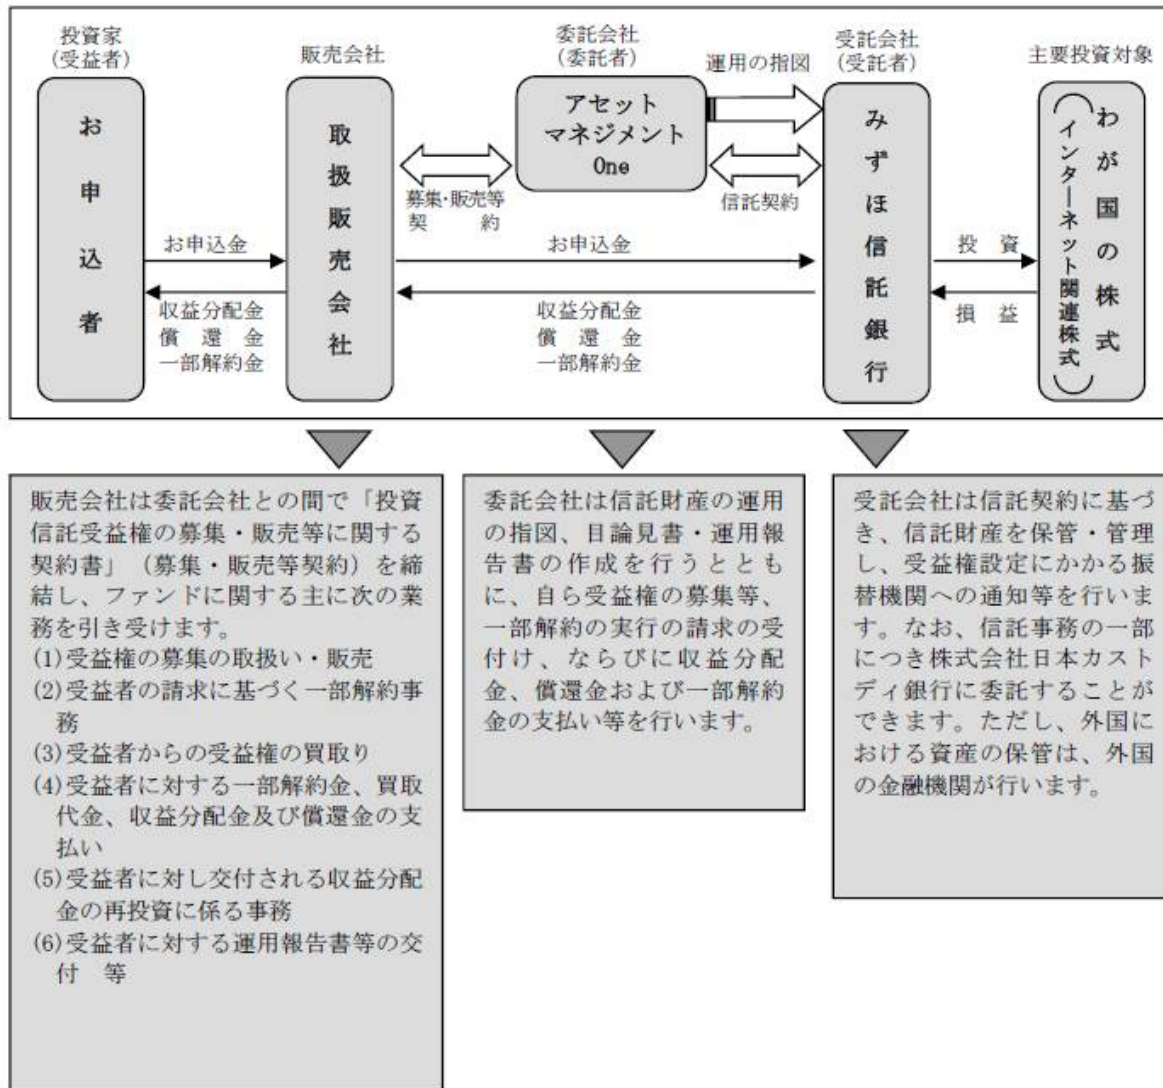 投資家
(受益者)
販売会社
委託会社
(委託者)
運用の指図
受託会社
(受託者)
主要投資対象
お申込者
取扱販売会社
アセット
マネジメント
One
みずほ信託銀行
わが国の株式
(インターネット関連株式)
募集・販売等
契　　約
信託契約
お申込金
お申込金
投　資
収益分配金
償　還　金
一部解約金
収益分配金
償　還　金
一部解約金
損　益
販売会社は委託会社との間で「投資
信託受益権の募集・販売等に関する
契約書」（募集・販売等契約）を締
結し、ファンドに関する主に次の業
務を引き受けます。
(1)受益権の募集の取扱い・販売
(2)受益者の請求に基づく一部解約事
務
(3)受益者からの受益権の買取り
(4)受益者に対する一部解約金、買取
代金、収益分配金及び償還金の支
払い
(5)受益者に対し交付される収益分配
金の再投資に係る事務
(6)受益者に対する運用報告書等の交
付　等
委託会社は信託財産の運用
の指図、目論見書・運用報
告書の作成を行うととも
に、自ら受益権の募集等、
一部解約の実行の請求の受
付け、ならびに収益分配
金、償還金および一部解約
金の支払い等を行います。
受託会社は信託契約に基づ
き、信託財産を保管・管理
し、受益権設定にかかる振
替機関への通知等を行いま
す。なお、信託事務の一部
につき株式会社日本カスト
ディ銀行に委託することが
できます。ただし、外国に
おける資産の保管は、外国
の金融機関が行います。